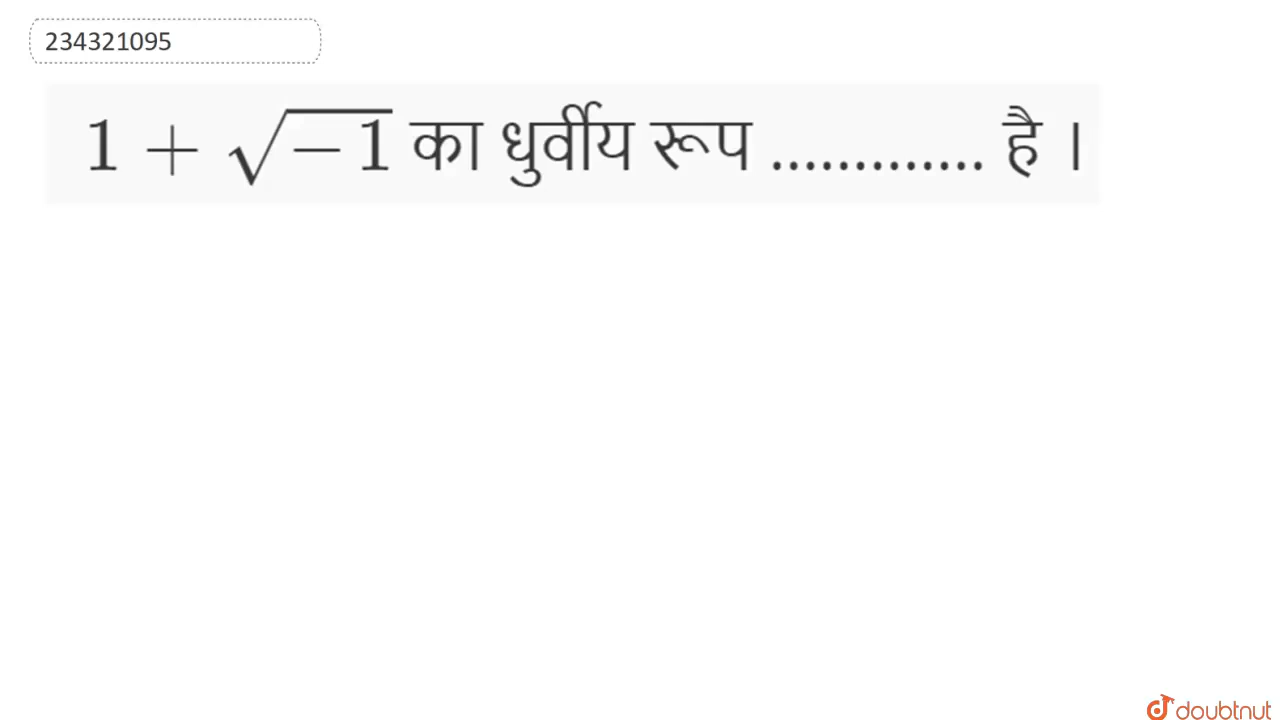 234321095
1 + √−1 का धुर्वीय रूप ............. है ।
doubtnut